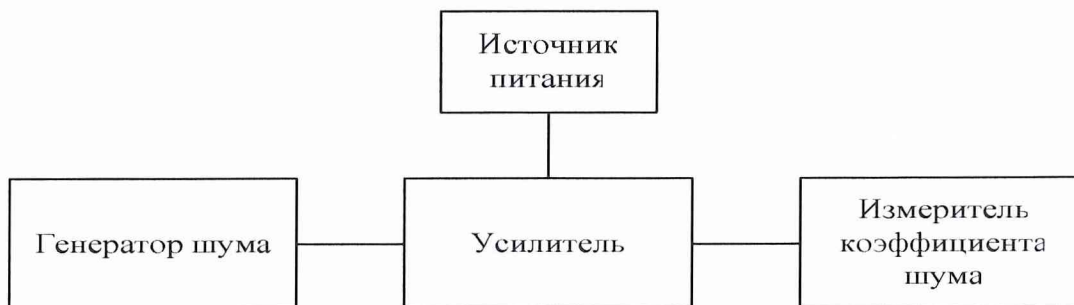 Источник
питания
Генератор шума
Усилитель
Измеритель
коэффициента
шума